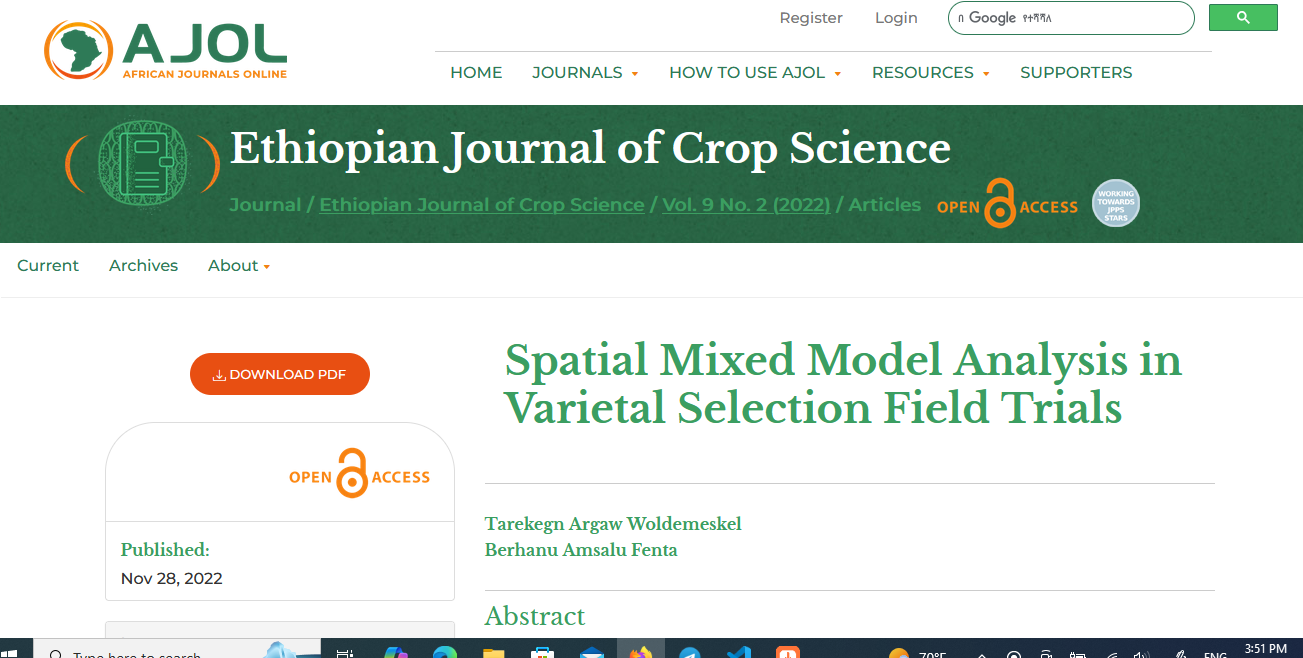 Register Login በ Google የተሻሻለ
AJOL
AFRICAN JOURNALS ONLINE
HOME JOURNALS HOW TO USE AJOL RESOURCES SUPPORTERS
Ethiopian Journal of Crop Science
Journal / Ethiopian Journal of Crop Science / Vol. 9 No. 2 (2022) / Articles
OPEN ACCESS
WORKING
TOWARDS
JPPS
STARS
Current Archives About
DOWNLOAD PDF
Spatial Mixed Model Analysis in
Varietal Selection Field Trials
OPEN ACCESS
Published:
Nov 28, 2022
Tarekegn Argaw Woldemeskel
Berhanu Amsalu Fenta
Abstract
Type here to search
70°F
ENG
3:51 PM